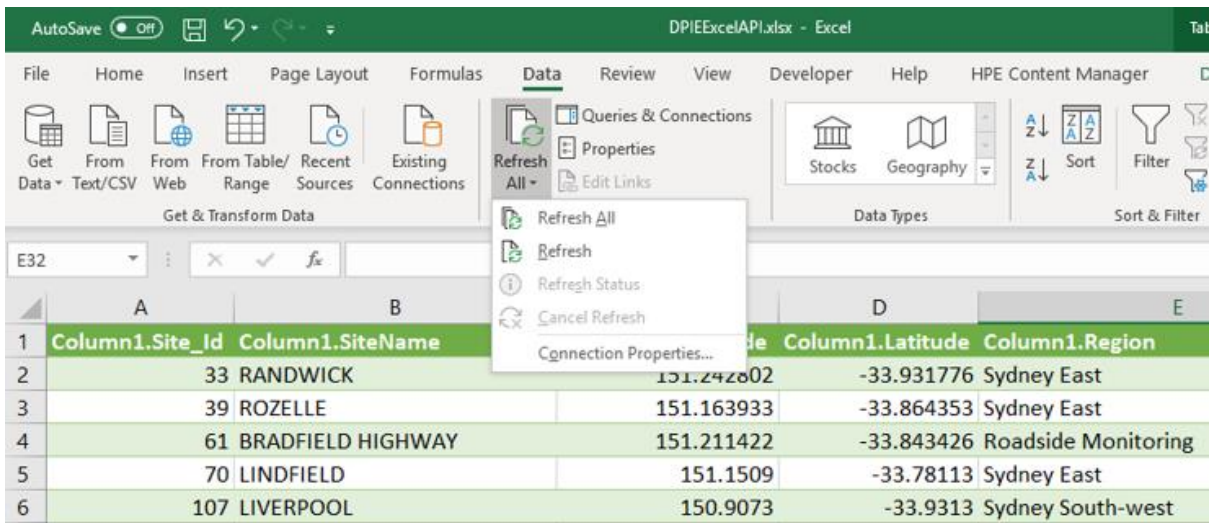 AutoSave Off DPIEExcelAPI.xlsx - Excel
File Home Insert Page Layout Formulas Data Review View Developer Help HPE Content Manager
Get Data From Text/CSV From Web From Table/ Range Recent Sources Existing Connections
Get & Transform Data
Refresh All
Queries & Connections
Properties
Edit Links
Stocks Geography
Data Types
Sort Filter
Sort & Filter
Refresh All
Refresh
Refresh Status
Cancel Refresh
Connection Properties...
E32 fx
A B D E
1 Column1.Site_Id Column1.SiteName Column1.Latitude Column1.Region
2 33 RANDWICK 151.242802 -33.931776 Sydney East
3 39 ROZELLE 151.163933 -33.864353 Sydney East
4 61 BRADFIELD HIGHWAY 151.211422 -33.843426 Roadside Monitoring
5 70 LINDFIELD 151.1509 -33.78113 Sydney East
6 107 LIVERPOOL 150.9073 -33.9313 Sydney South-west